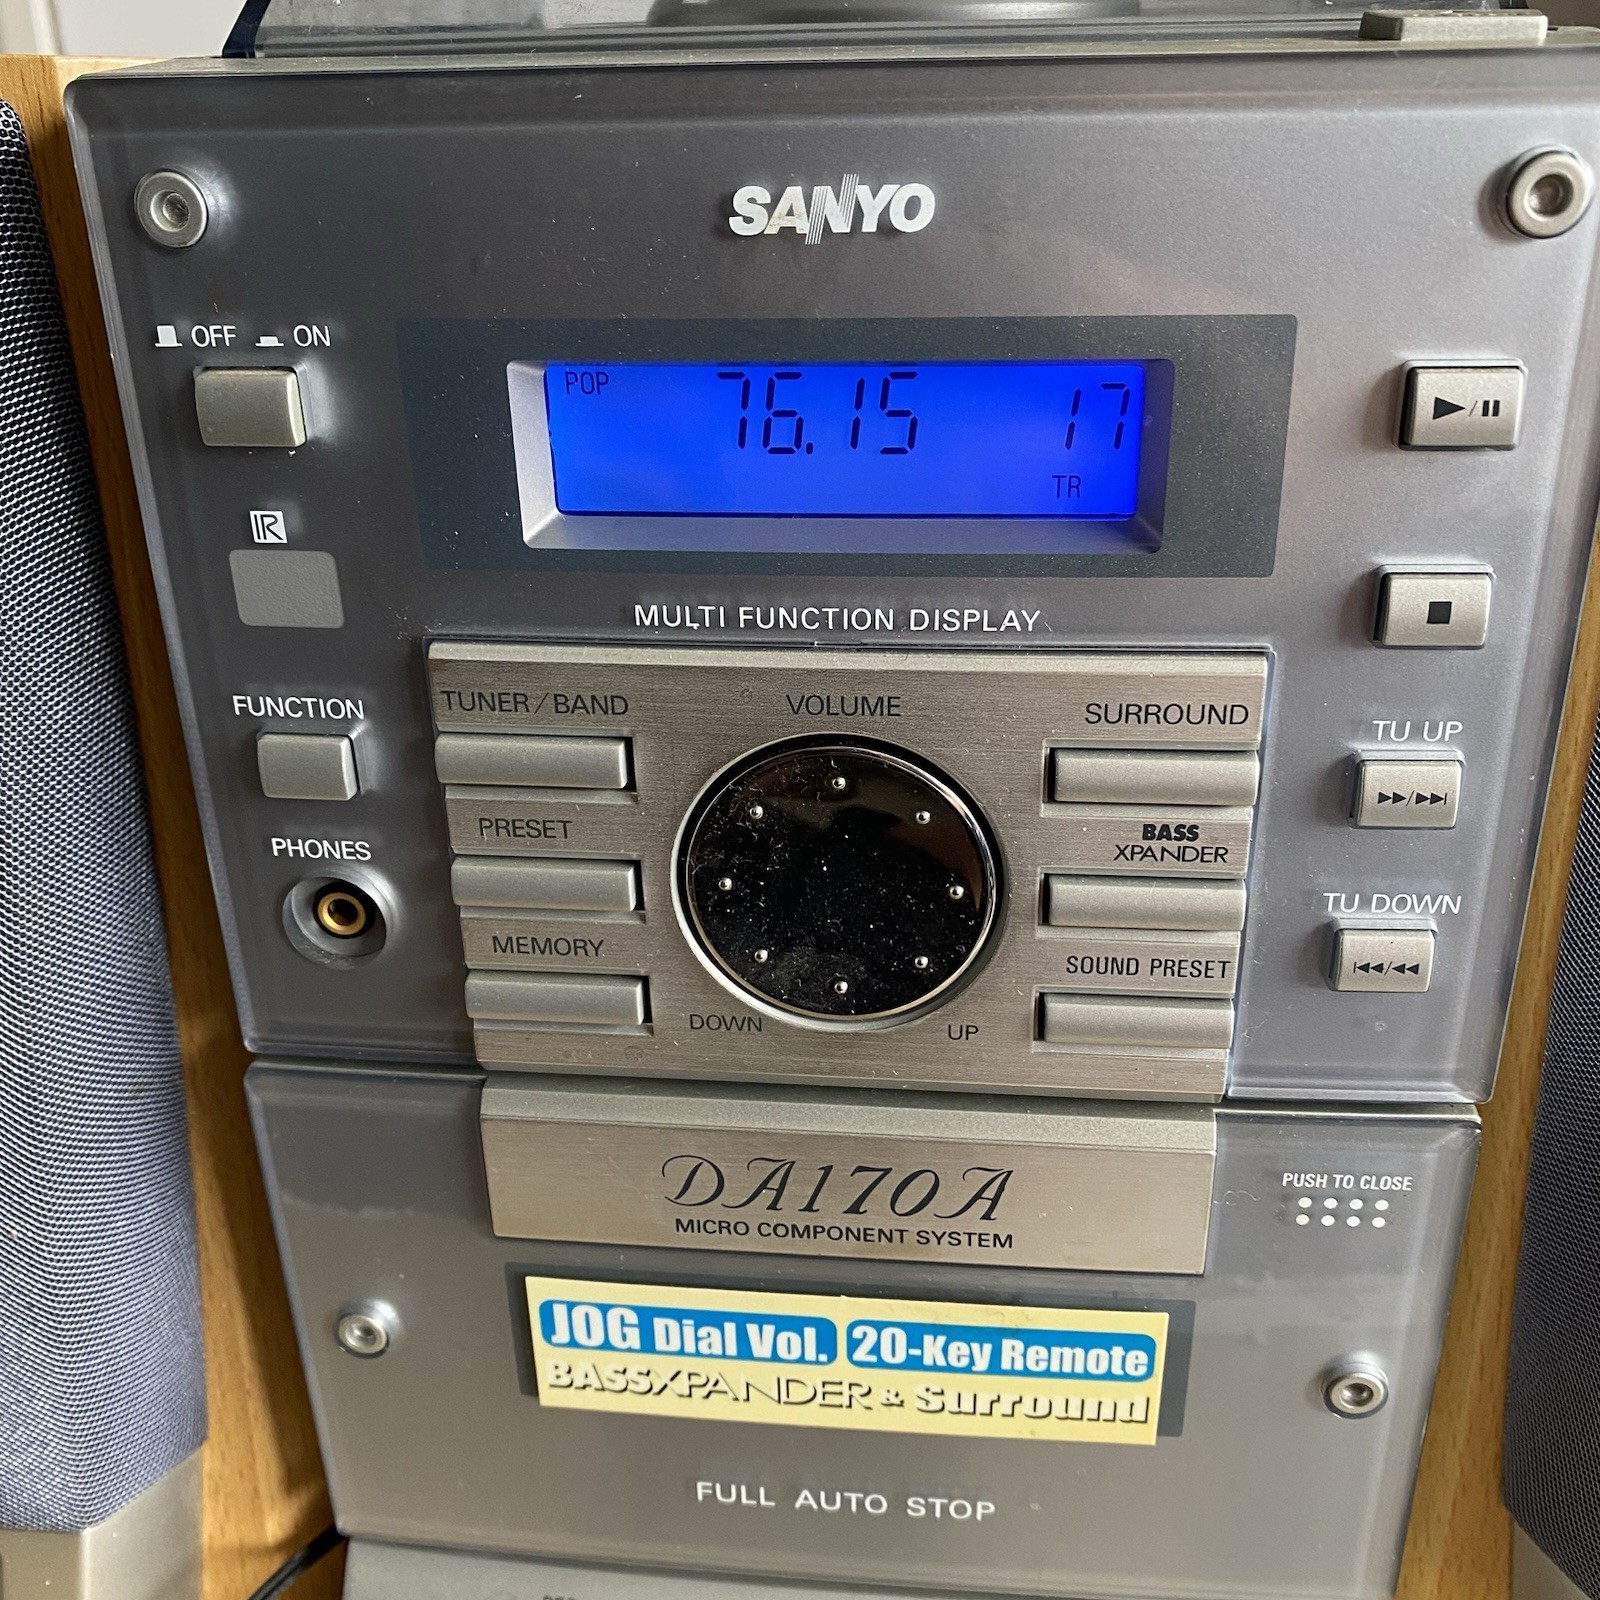 SANYO
OFF ON
POP 76.15 17
TR
IR
MULTI FUNCTION DISPLAY
FUNCTION
PHONES
TUNER/BAND
VOLUME
SURROUND
PRESET
BASS
XPANDER
MEMORY
SOUND PRESET
DOWN
UP
TU UP
TU DOWN
DA170A
MICRO COMPONENT SYSTEM
PUSH TO CLOSE
JOG Dial Vol. 20-Key Remote
BASSXPANDER & Surround
FULL AUTO STOP